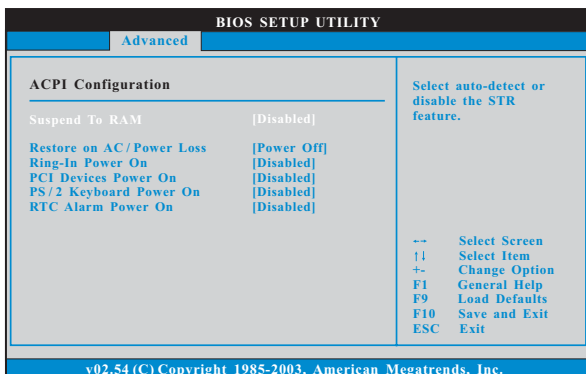 BIOS SETUP UTILITY
Advanced
ACPI Configuration
Suspend To RAM [Disabled]
Restore on AC / Power Loss [Power Off]
Ring-In Power On [Disabled]
PCI Devices Power On [Disabled]
PS / 2 Keyboard Power On [Disabled]
RTC Alarm Power On [Disabled]
Select auto-detect or
disable the STR
feature.
←→ Select Screen
↑↓ Select Item
+- Change Option
F1 General Help
F9 Load Defaults
F10 Save and Exit
ESC Exit
v02.54 (C) Copyright 1985-2003, American Megatrends, Inc.